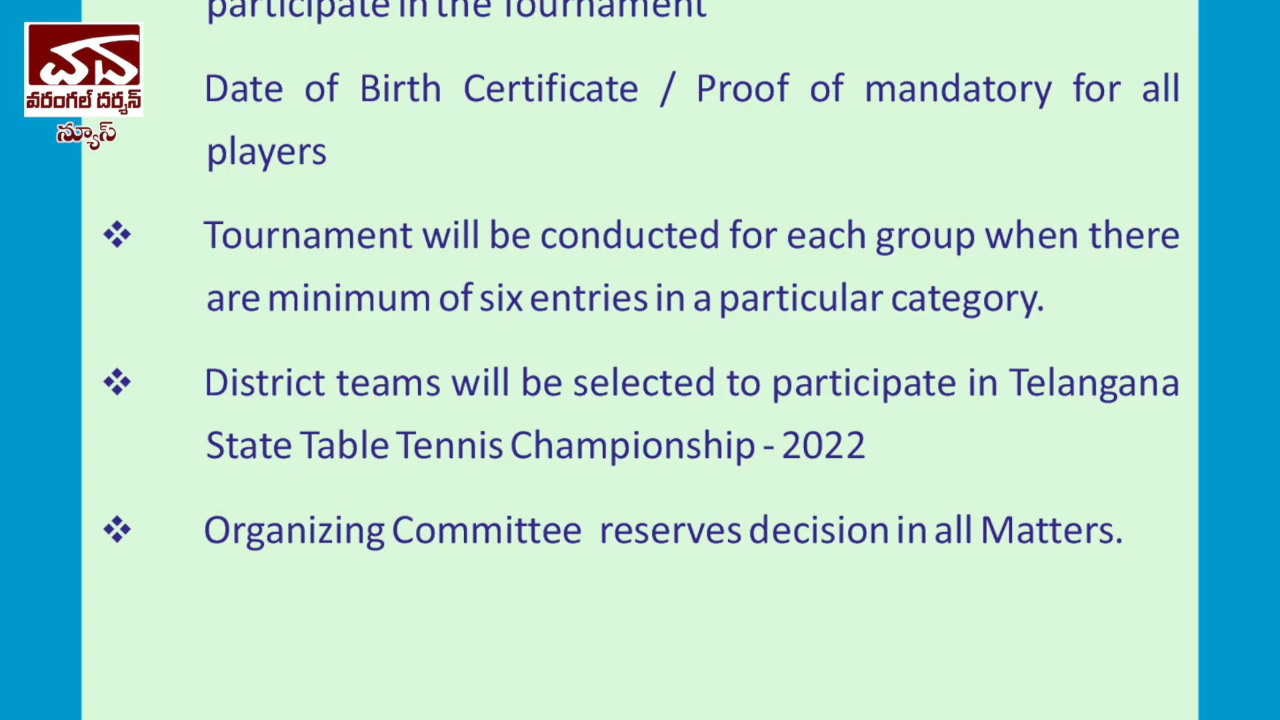 participate in the Tournament
వద
వరంగల్ దర్శన్
న్యూస్
Date of Birth Certificate / Proof of mandatory for all
players
❖ Tournament will be conducted for each group when there
are minimum of six entries in a particular category.
❖ District teams will be selected to participate in Telangana
State Table Tennis Championship - 2022
❖ Organizing Committee reserves decision in all Matters.